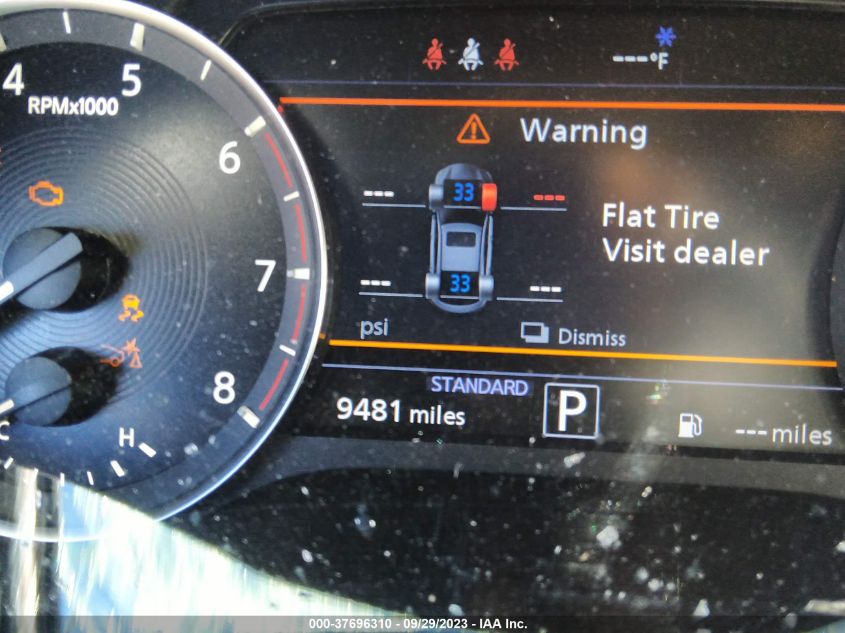 4
5
RPMx1000
6
7
8
C
H
---°F
Warning
---
33
---
Flat Tire
Visit dealer
---
33
---
psi
Dismiss
STANDARD
9481 miles
P
---miles
000-37696310 - 09/29/2023 - IAA Inc.